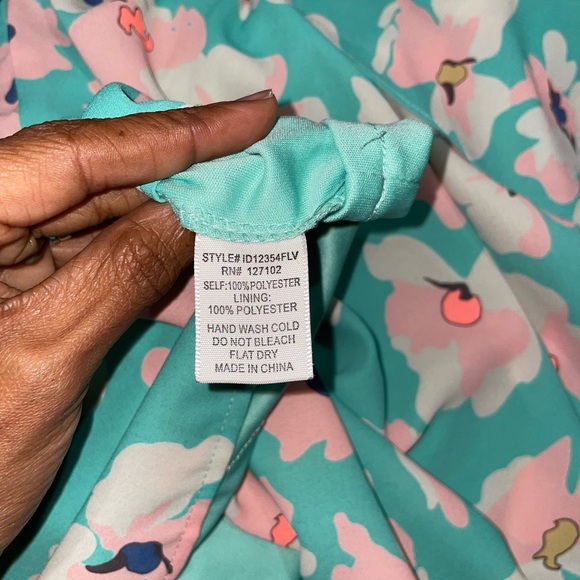 STYLE# ID12354FLV
RN# 127102
SELF:100%POLYESTER
LINING:
100% POLYESTER
HAND WASH COLD
DO NOT BLEACH
FLAT DRY
MADE IN CHINA